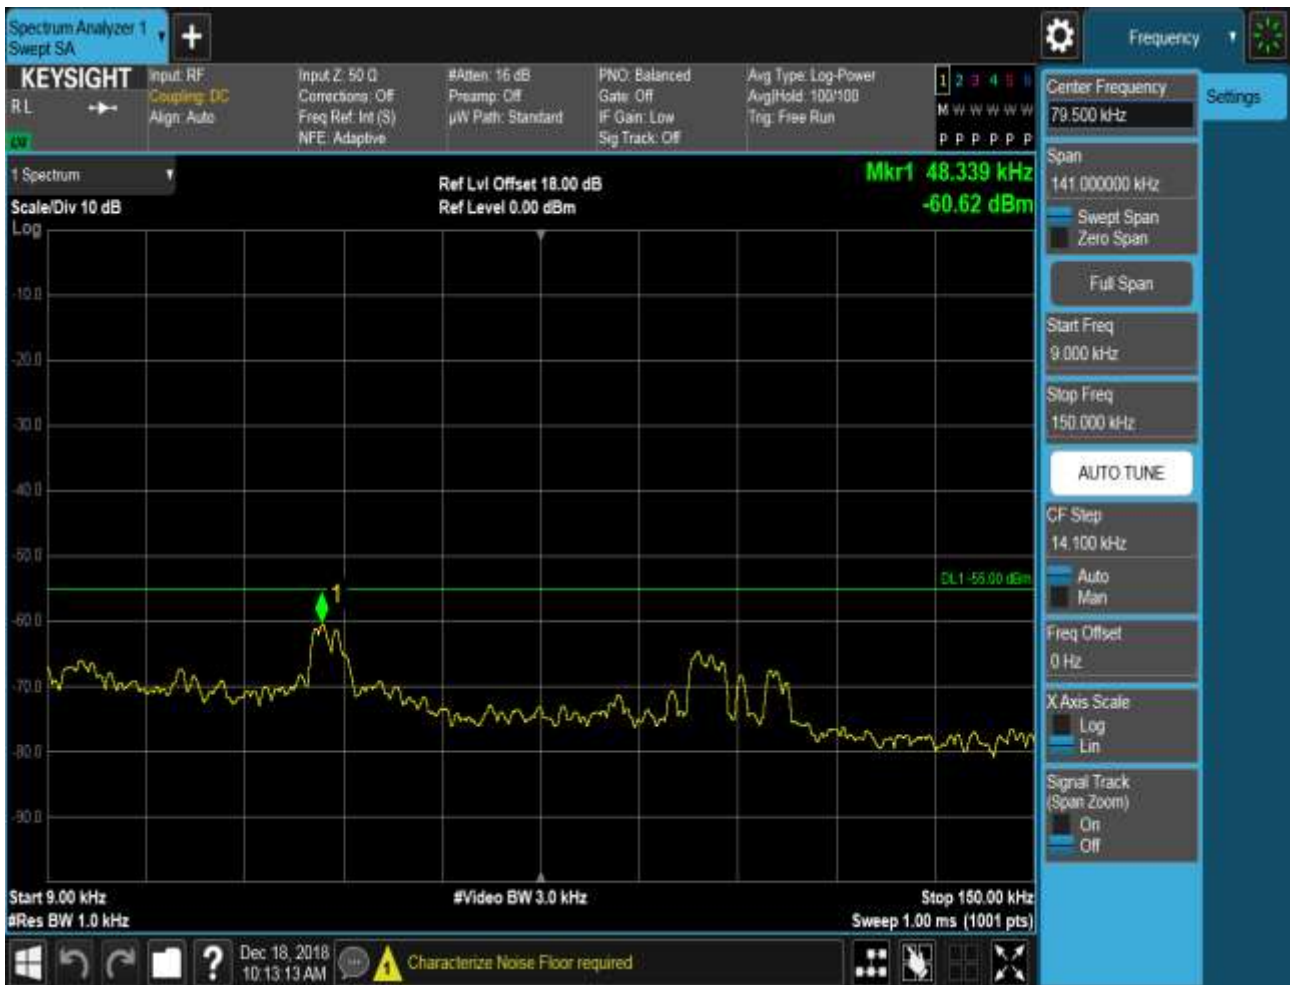 Spectrum Analyzer 1
Swept SA
Frequency
KEYSIGHT
R L
Input: RF
Coupling: DC
Align: Auto
Input Z: 50 Ω
Corrections: Off
Freq Ref: Int (S)
NFE: Adaptive
#Atten: 16 dB
Preamp: Off
µW Path: Standard
PNO: Balanced
Gate: Off
IF Gain: Low
Sig Track: Off
Avg Type: Log-Power
Avg|Hold: 100/100
Trig: Free Run
1 2 3 4 5 6
M W W W W W
P P P P P P
1 Spectrum
Scale/Div 10 dB
Log
Ref Lvl Offset 18.00 dB
Ref Level 0.00 dBm
Mkr1 48.339 kHz
-60.62 dBm
-10.0
-20.0
-30.0
-40.0
-50.0
DL1 -55.00 dBm
1
-60.0
-70.0
-80.0
-90.0
Start 9.00 kHz
#Video BW 3.0 kHz
Stop 150.00 kHz
#Res BW 1.0 kHz
Sweep 1.00 ms (1001 pts)
Center Frequency
79.500 kHz
Settings
Span
141.000000 kHz
Swept Span
Zero Span
Full Span
Start Freq
9.000 kHz
Stop Freq
150.000 kHz
AUTO TUNE
CF Step
14.100 kHz
Auto
Man
Freq Offset
0 Hz
X Axis Scale
Log
Lin
Signal Track
(Span Zoom)
On
Off
?
Dec 18, 2018
10:13:13 AM
1
Characterize Noise Floor required